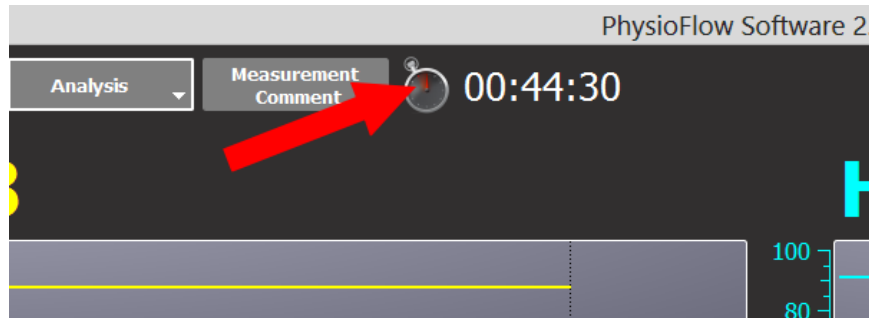 PhysioFlow Software 2
Analysis
Measurement
Comment
00:44:30
H
100
80